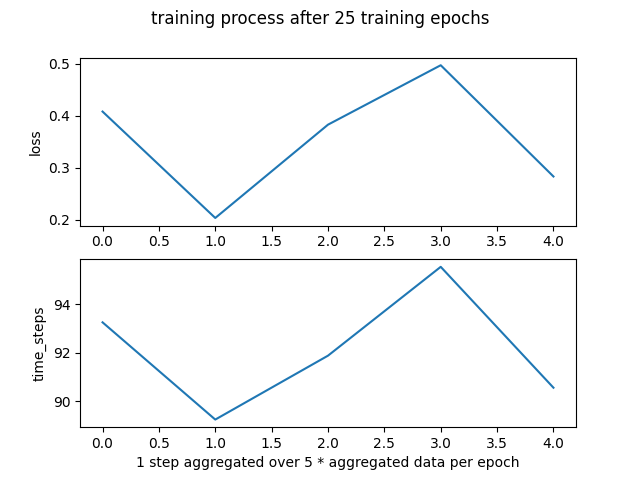 training process after 25 training epochs
0.5
0.4
0.3
0.2
loss
0.0 0.5 1.0 1.5 2.0 2.5 3.0 3.5 4.0
94
92
90
time_steps
0.0 0.5 1.0 1.5 2.0 2.5 3.0 3.5 4.0
1 step aggregated over 5 * aggregated data per epoch